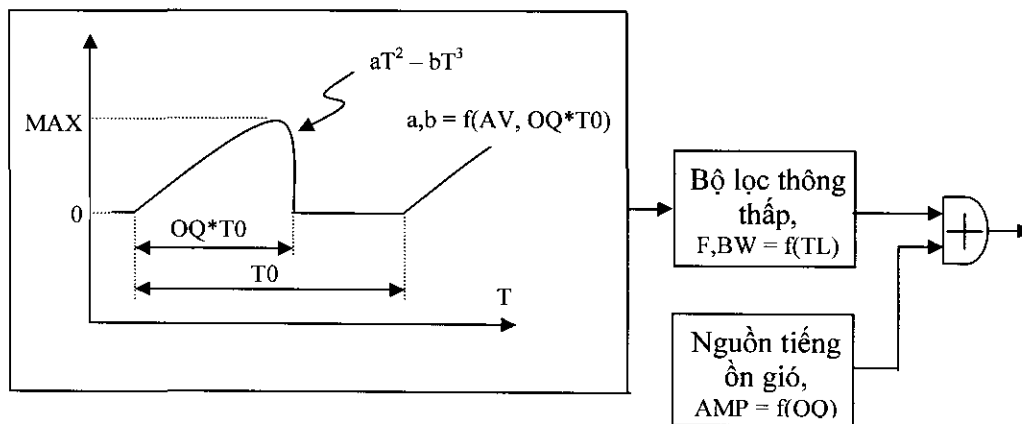 aT² – bT³
MAX
a,b = f(AV, OQ*T0)
0
OQ*T0
T0
T
Bộ lọc thông
thấp,
F,BW = f(TL)
Nguồn tiếng
ồn gió,
AMP = f(OQ)